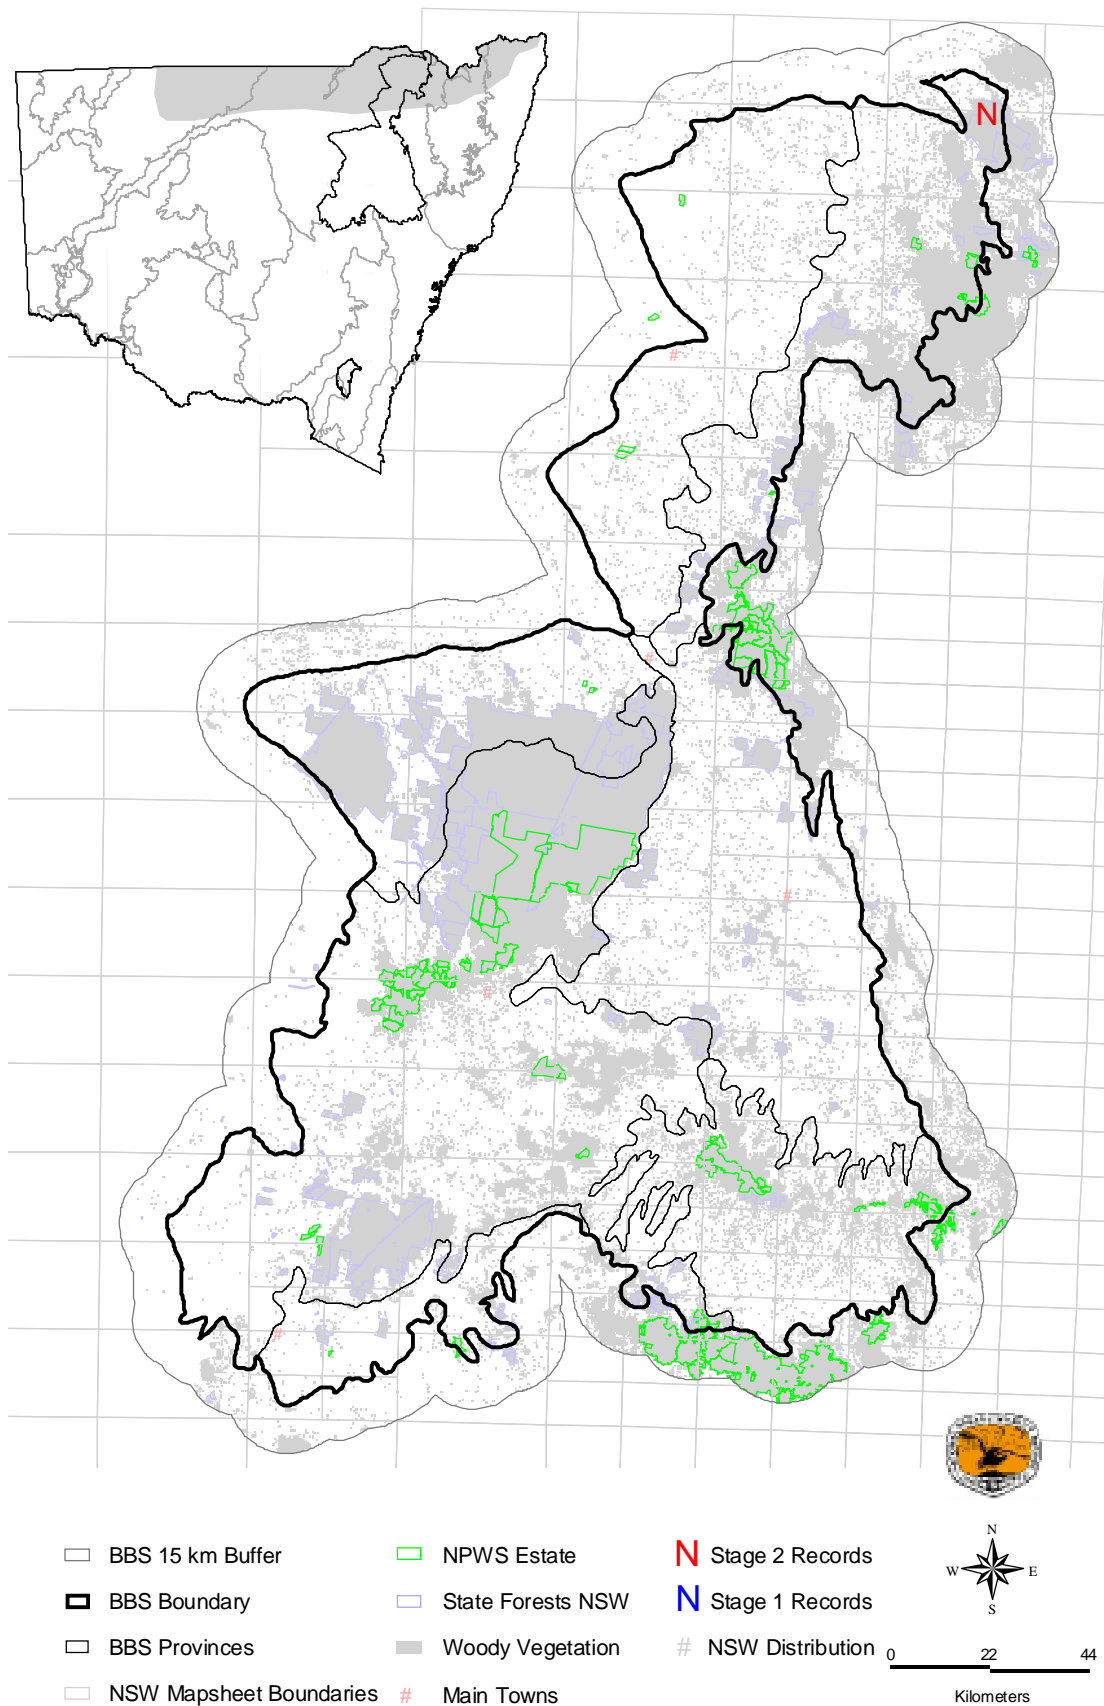 N
#
#
#
#
#
BBS 15 km Buffer
BBS Boundary
BBS Provinces
NSW Mapsheet Boundaries
NPWS Estate
State Forests NSW
Woody Vegetation
# Main Towns
N Stage 2 Records
N Stage 1 Records
# NSW Distribution
N
W E
S
0 22 44
Kilometers